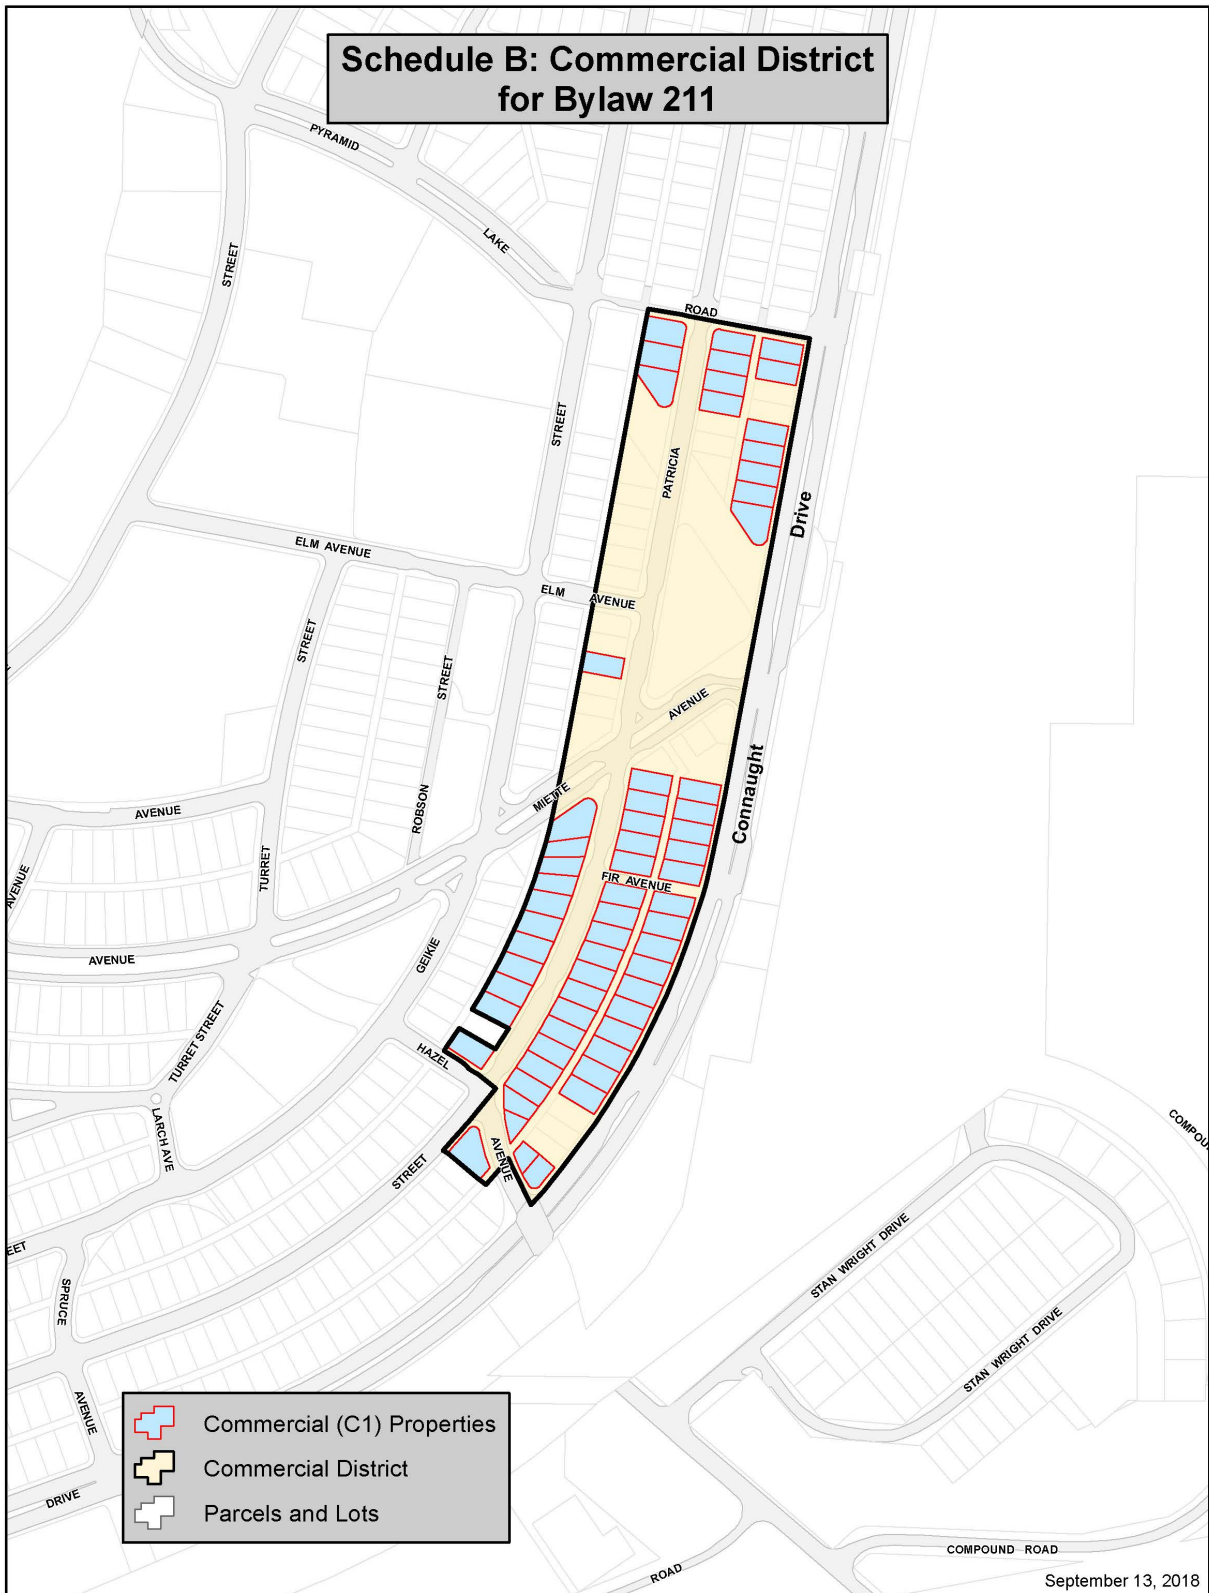 Schedule B: Commercial District
for Bylaw 211
PYRAMID
LAKE
ROAD
STREET
STREET
PATRICIA
Drive
ELM AVENUE
ELM
AVENUE
STREET
STREET
AVENUE
Connaught
MIETTE
ROBSON
AVENUE
TURRET
AVENUE
FIR AVENUE
GEIKIE
AVENUE
TURRET STREET
HAZEL
LARCH AVE
AVENUE
STREET
COMPOU
STAN WRIGHT DRIVE
STAN WRIGHT DRIVE
EET
SPRUCE
AVENUE
DRIVE
Commercial (C1) Properties
Commercial District
Parcels and Lots
COMPOUND ROAD
ROAD
September 13, 2018